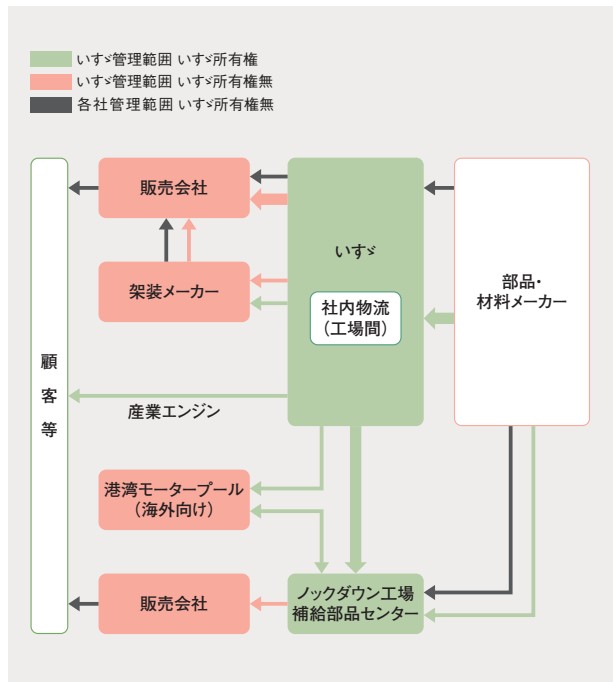 いすゞ管理範囲 いすゞ所有権
いすゞ管理範囲 いすゞ所有権無
各社管理範囲 いすゞ所有権無
販売会社
いすゞ
架装メーカー
社内物流
（工場間）
部品・
材料メーカー
顧客等
産業エンジン
港湾モータープール
（海外向け）
販売会社
ノックダウン工場
補給部品センター